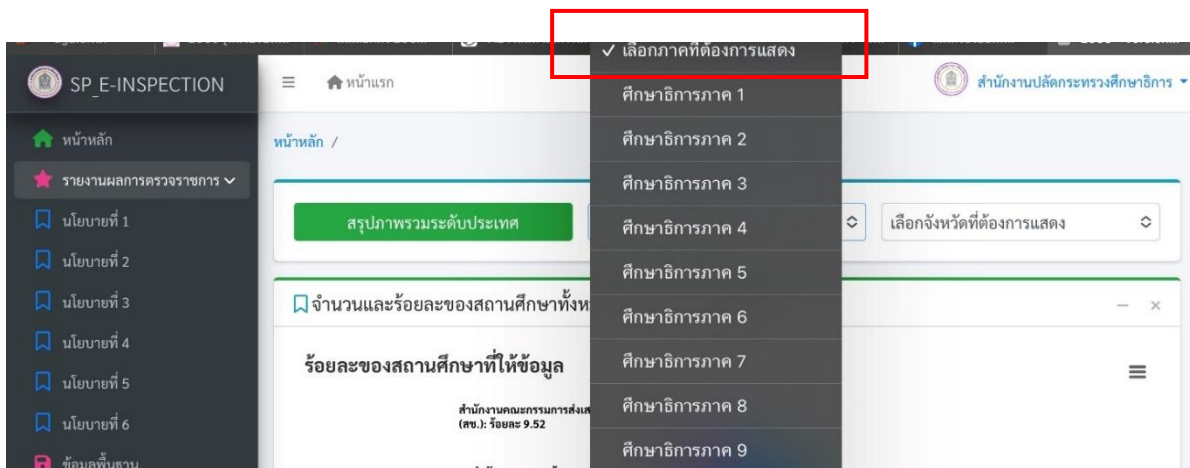 ✓ เลือกภาคที่ต้องการแสดง
SP_E-INSPECTION
หน้าแรก
สำนักงานปลัดกระทรวงศึกษาธิการ
ศึกษาธิการภาค 1
หน้าหลัก
หน้าหลัก /
ศึกษาธิการภาค 2
รายงานผลการตรวจราชการ
ศึกษาธิการภาค 3
นโยบายที่ 1
สรุปภาพรวมระดับประเทศ
ศึกษาธิการภาค 4
เลือกจังหวัดที่ต้องการแสดง
นโยบายที่ 2
ศึกษาธิการภาค 5
นโยบายที่ 3
จำนวนและร้อยละของสถานศึกษาทั้งห
ศึกษาธิการภาค 6
นโยบายที่ 4
ร้อยละของสถานศึกษาที่ให้ข้อมูล
ศึกษาธิการภาค 7
นโยบายที่ 5
สำนักงานคณะกรรมการส่งเส
ศึกษาธิการภาค 8
นโยบายที่ 6
(สช.): ร้อยละ 9.52
ศึกษาธิการภาค 9
ข้อมูลพื้นฐาน